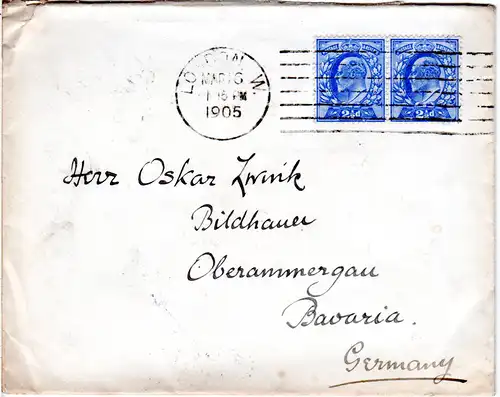 LONDON. W.
MAR 16
1 15 PM
1905
2½d 2½d
Herr Oskar Zwink
Bildhauer
Oberammergau
Bavaria.
Germany